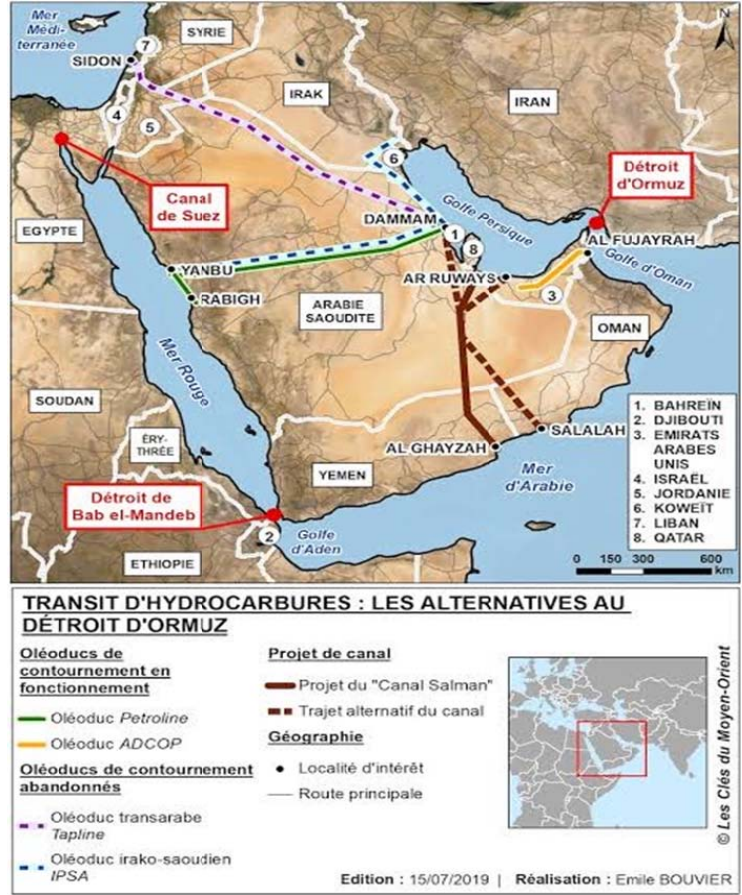 Mer
Médi-
terranée
SYRIE
N
SIDON
7
IRAK
IRAN
4
5
6
Détroit
d'Ormuz
Canal
de Suez
Golfe Persique
DAMMAM
1
8
AL FUJAYRAH
EGYPTE
Golfe d'Oman
YANBU
AR RUWAYS
RABIGH
ARABIE
SAOUDITE
3
OMAN
Mer Rouge
SOUDAN
SALALAH
AL GHAYZAH
ÉRY-
THRÉE
YEMEN
Mer
d'Arabie
Détroit de
Bab el-Mandeb
2
Golfe
d'Aden
ETHIOPIE
1. BAHREÏN
2. DJIBOUTI
3. EMIRATS
ARABES
UNIS
4. ISRAËL
5. JORDANIE
6. KOWEÏT
7. LIBAN
8. QATAR
0 150 300 600
km
TRANSIT D'HYDROCARBURES : LES ALTERNATIVES AU
DÉTROIT D'ORMUZ
Oléoducs de
contournement en
fonctionnement
Oléoduc Petroline
Oléoduc ADCOP
Oléoducs de contournement
abandonnés
Oléoduc transarabe
Tapline
Oléoduc irako-saoudien
IPSA
Projet de canal
Projet du "Canal Salman"
Trajet alternatif du canal
Géographie
Localité d'intérêt
Route principale
© Les Clés du Moyen-Orient
Edition : 15/07/2019 | Réalisation : Emile BOUVIER